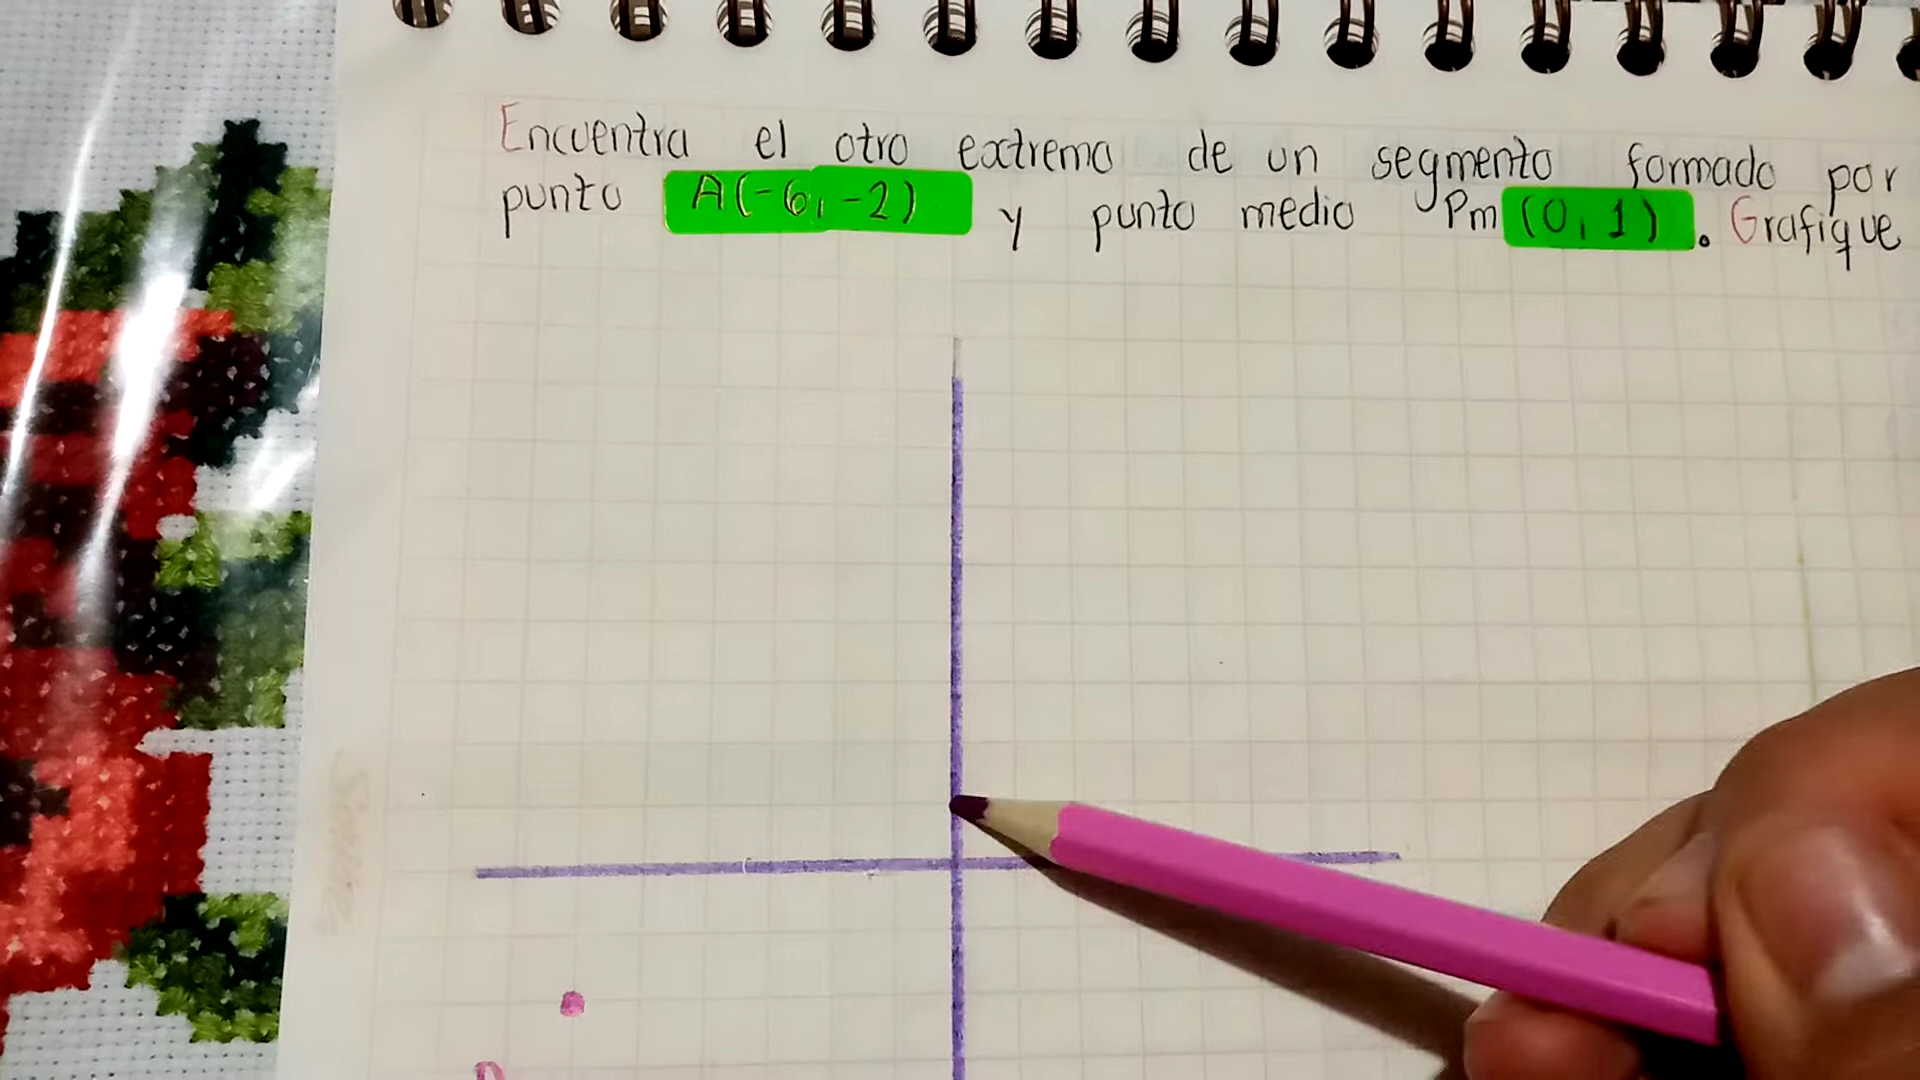 Encuentra el otro extremo de un segmento formado por
punto A(-6, -2) y punto medio Pm (0, 1). Grafique